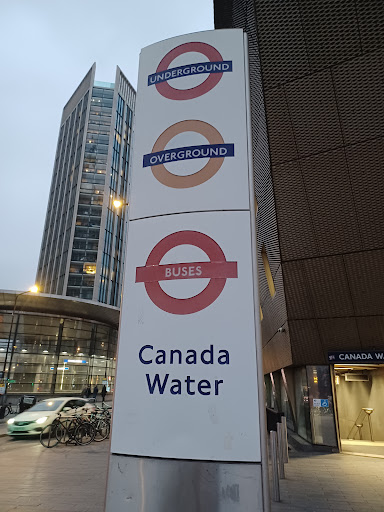 UNDERGROUND
OVERGROUND
BUSES
Canada
Water
CANADA WATER